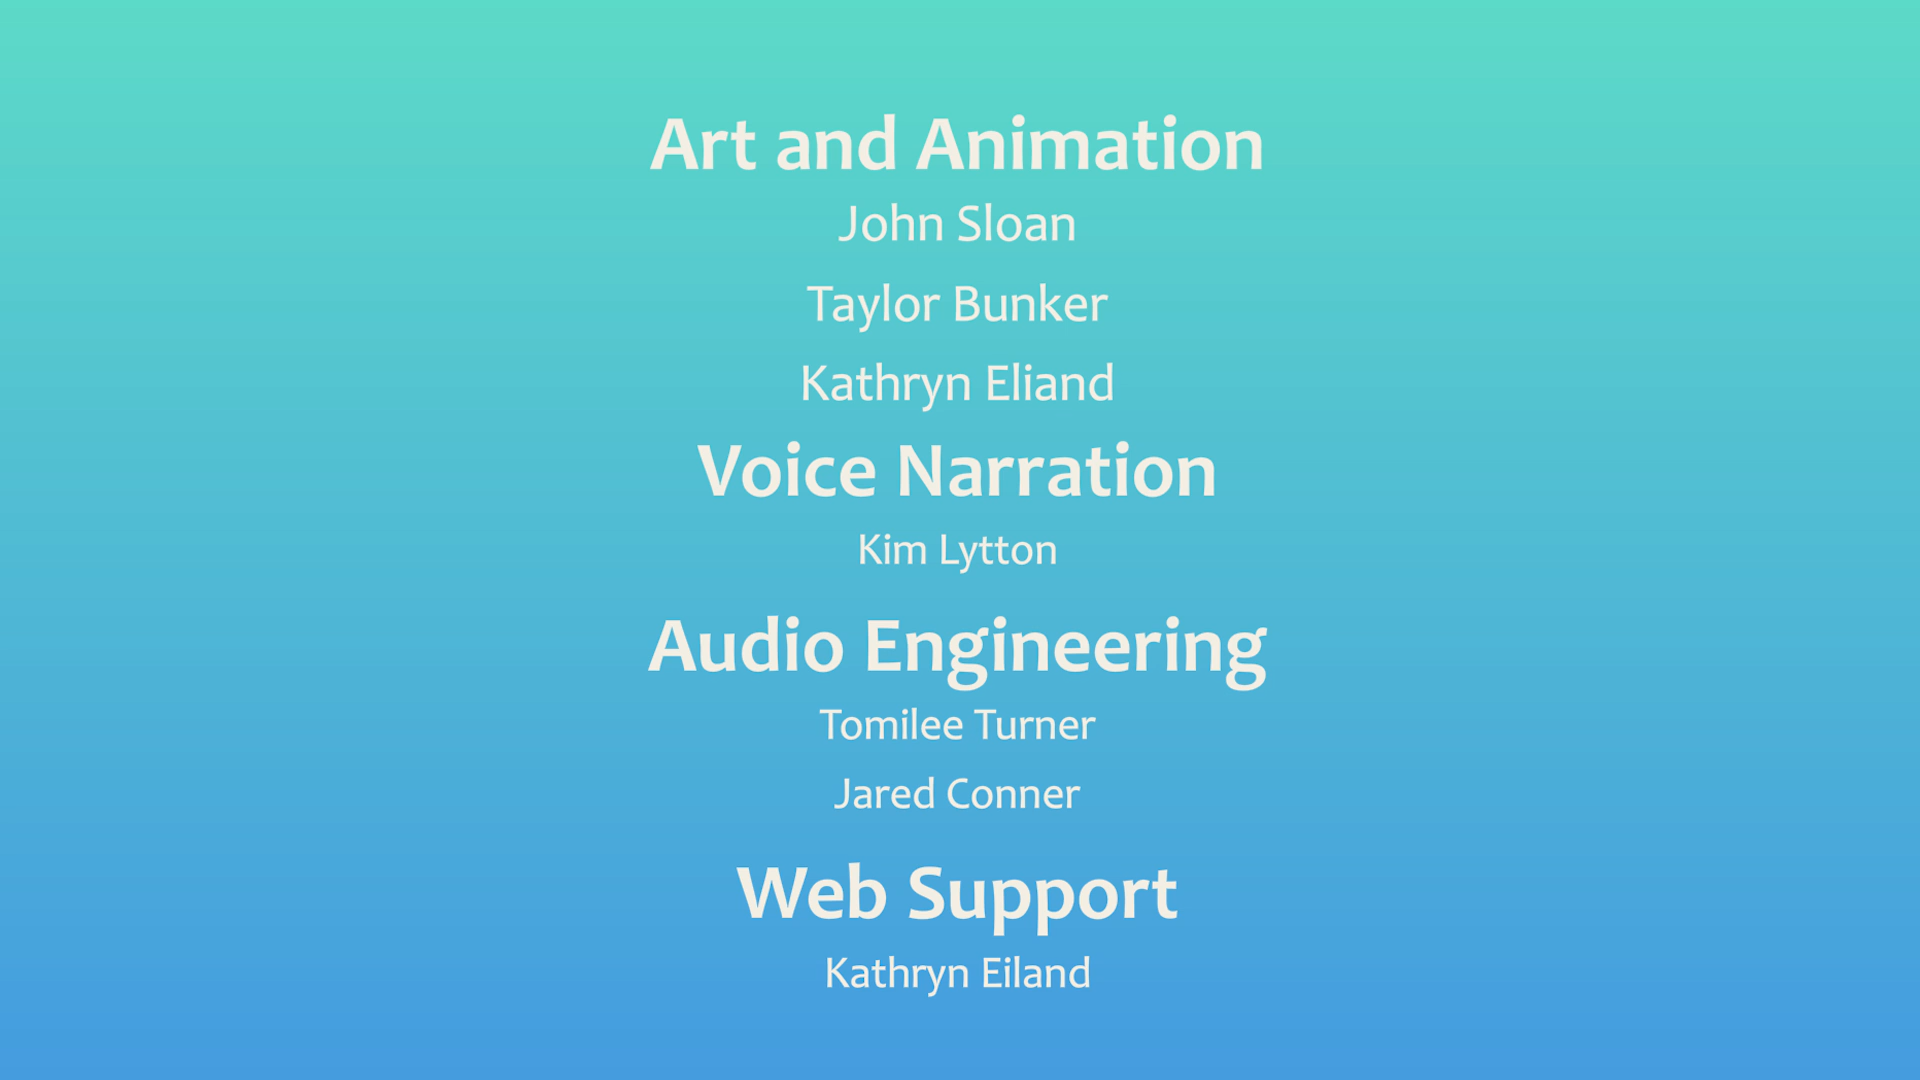 Art and Animation
John Sloan
Taylor Bunker
Kathryn Eliand
Voice Narration
Kim Lytton
Audio Engineering
Tomilee Turner
Jared Conner
Web Support
Kathryn Eiland